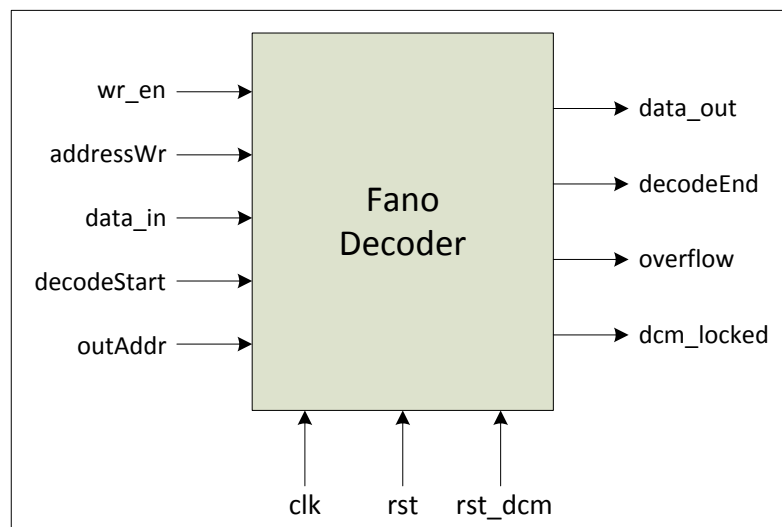 wr_en
addressWr
data_in
decodeStart
outAddr
Fano
Decoder
data_out
decodeEnd
overflow
dcm_locked
clk rst rst_dcm